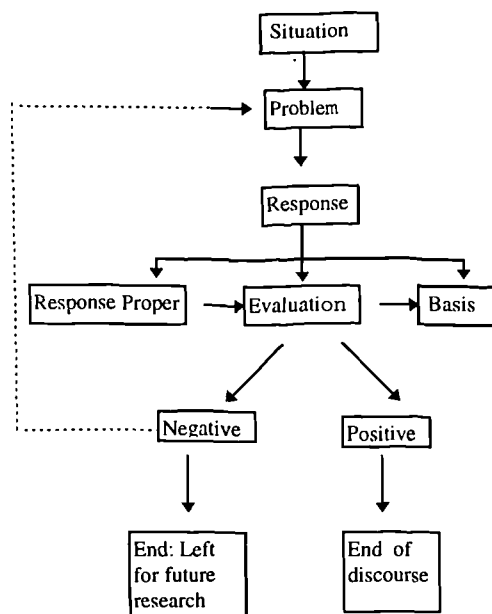 Situation
Problem
Response
Response Proper
Evaluation
Basis
Negative
Positive
End: Left
for future
research
End of
discourse